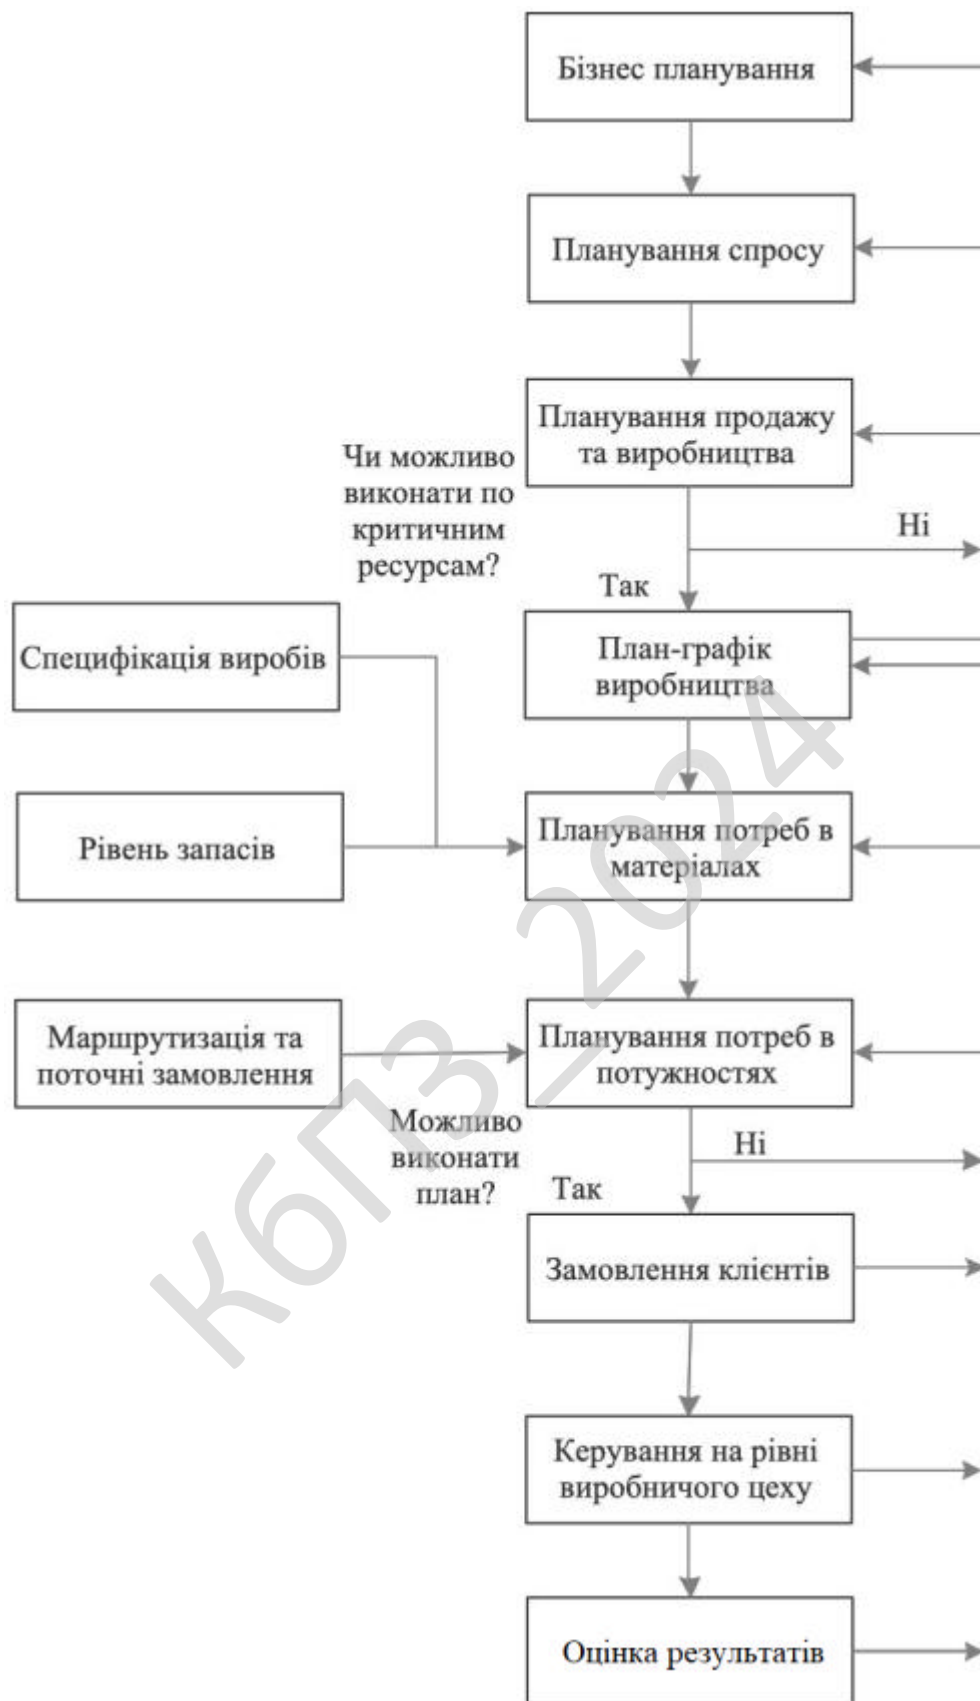 Бізнес планування
Планування спросу
Планування продажу
та виробництва
Чи можливо
виконати по
критичним
ресурсам?
Ні
Так
Специфікація виробів
План-графік
виробництва
Рівень запасів
Планування потреб в
матеріалах
Маршрутизація та
поточні замовлення
Планування потреб в
потужностях
Можливо
виконати
план?
Ні
Так
Замовлення клієнтів
Керування на рівні
виробничого цеху
Оцінка результатів
КбПЗ_2024